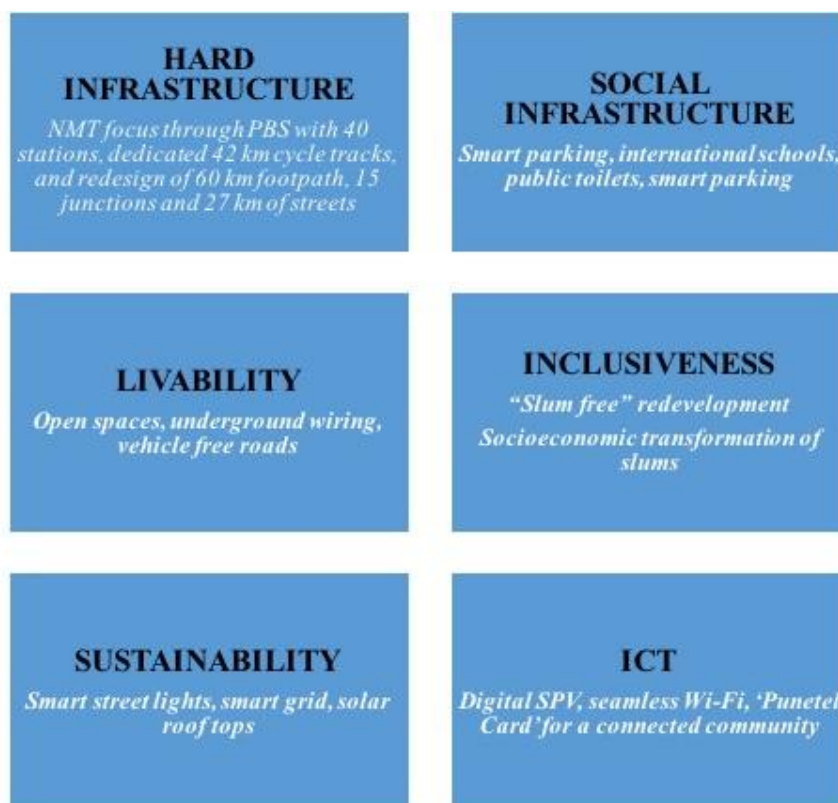 HARD
INFRASTRUCTURE
NMT focus through PBS with 40
stations, dedicated 42 km cycle tracks,
and redesign of 60 km footpath, 15
junctions and 27 km of streets
SOCIAL
INFRASTRUCTURE
Smart parking, international schools,
public toilets, smart parking
LIVABILITY
Open spaces, underground wiring,
vehicle free roads
INCLUSIVENESS
“Slum free” redevelopment
Socioeconomic transformation of
slums
SUSTAINABILITY
Smart street lights, smart grid, solar
roof tops
ICT
Digital SPV, seamless Wi-Fi, ‘Punetel
Card’ for a connected community